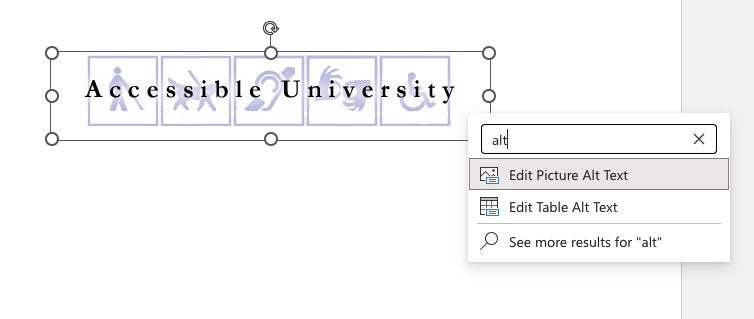 Accessible University
alt
Edit Picture Alt Text
Edit Table Alt Text
See more results for "alt"